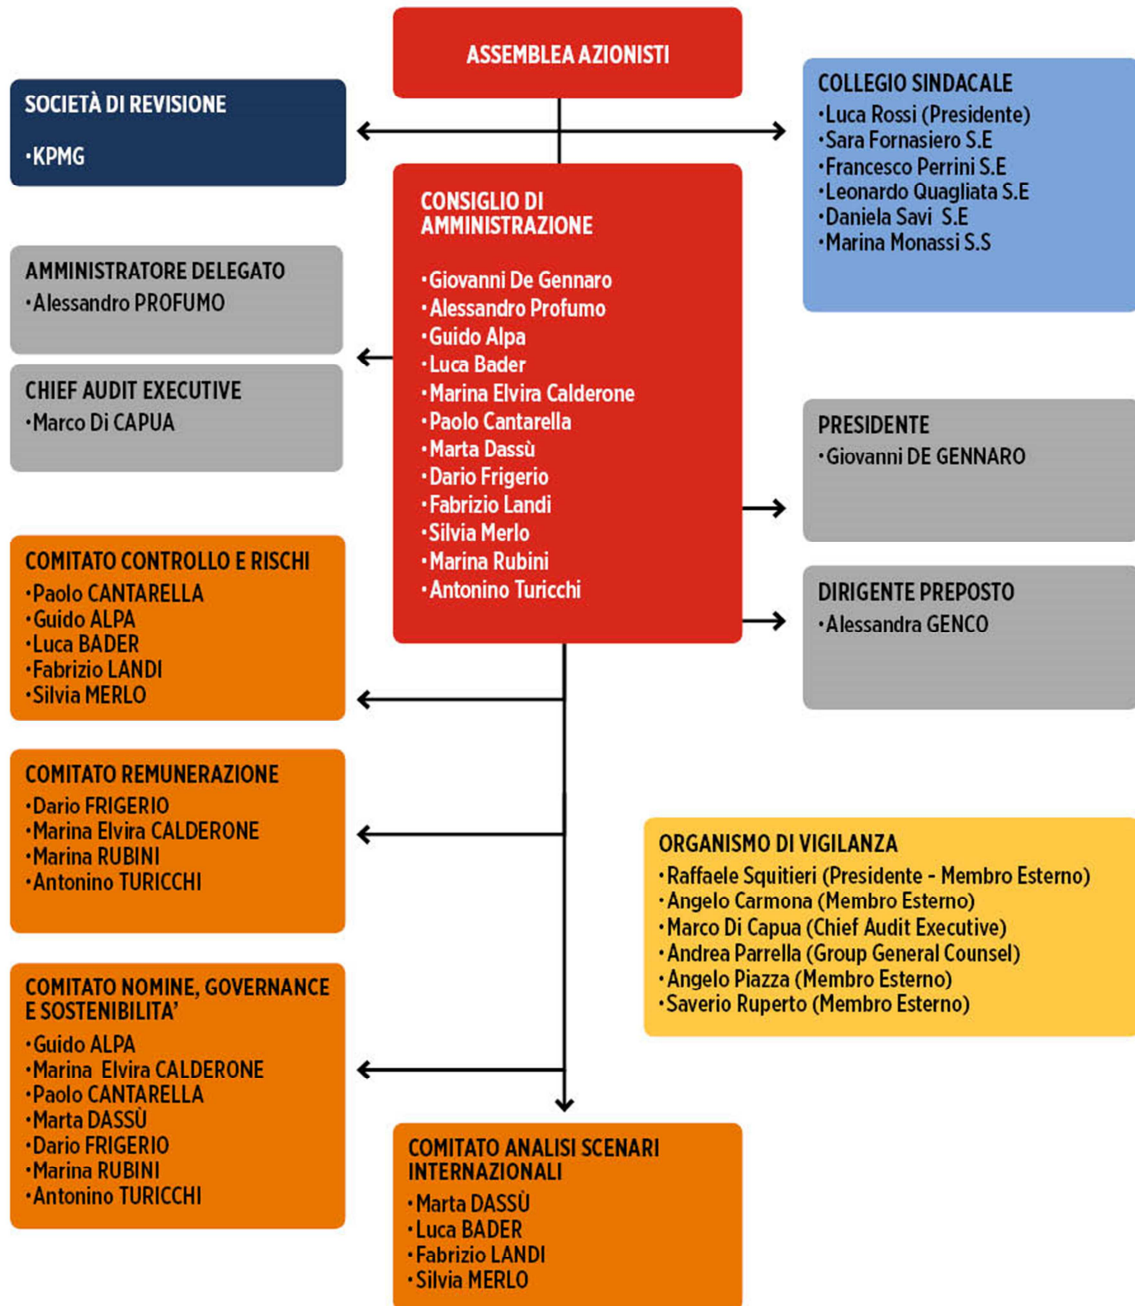 ASSEMBLEA AZIONISTI
SOCIETÀ DI REVISIONE
•KPMG
COLLEGIO SINDACALE
•Luca Rossi (Presidente)
•Sara Fornasiero S.E
•Francesco Perrini S.E
•Leonardo Quagliata S.E
•Daniela Savi S.E
•Marina Monassi S.S
CONSIGLIO DI
AMMINISTRAZIONE
•Giovanni De Gennaro
•Alessandro Profumo
•Guido Alpa
•Luca Bader
•Marina Elvira Calderone
•Paolo Cantarella
•Marta Dassù
•Dario Frigerio
•Fabrizio Landi
•Silvia Merlo
•Marina Rubini
•Antonino Turicchi
AMMINISTRATORE DELEGATO
•Alessandro PROFUMO
CHIEF AUDIT EXECUTIVE
•Marco Di CAPUA
PRESIDENTE
•Giovanni DE GENNARO
DIRIGENTE PREPOSTO
•Alessandra GENCO
COMITATO CONTROLLO E RISCHI
•Paolo CANTARELLA
•Guido ALPA
•Luca BADER
•Fabrizio LANDI
•Silvia MERLO
COMITATO REMUNERAZIONE
•Dario FRIGERIO
•Marina Elvira CALDERONE
•Marina RUBINI
•Antonino TURICCHI
ORGANISMO DI VIGILANZA
•Raffaele Squitieri (Presidente - Membro Esterno)
•Angelo Carmona (Membro Esterno)
•Marco Di Capua (Chief Audit Executive)
•Andrea Parrella (Group General Counsel)
•Angelo Piazza (Membro Esterno)
•Saverio Ruperto (Membro Esterno)
COMITATO NOMINE, GOVERNANCE
E SOSTENIBILITA'
•Guido ALPA
•Marina Elvira CALDERONE
•Paolo CANTARELLA
•Marta DASSÙ
•Dario FRIGERIO
•Marina RUBINI
•Antonino TURICCHI
COMITATO ANALISI SCENARI
INTERNAZIONALI
•Marta DASSÙ
•Luca BADER
•Fabrizio LANDI
•Silvia MERLO